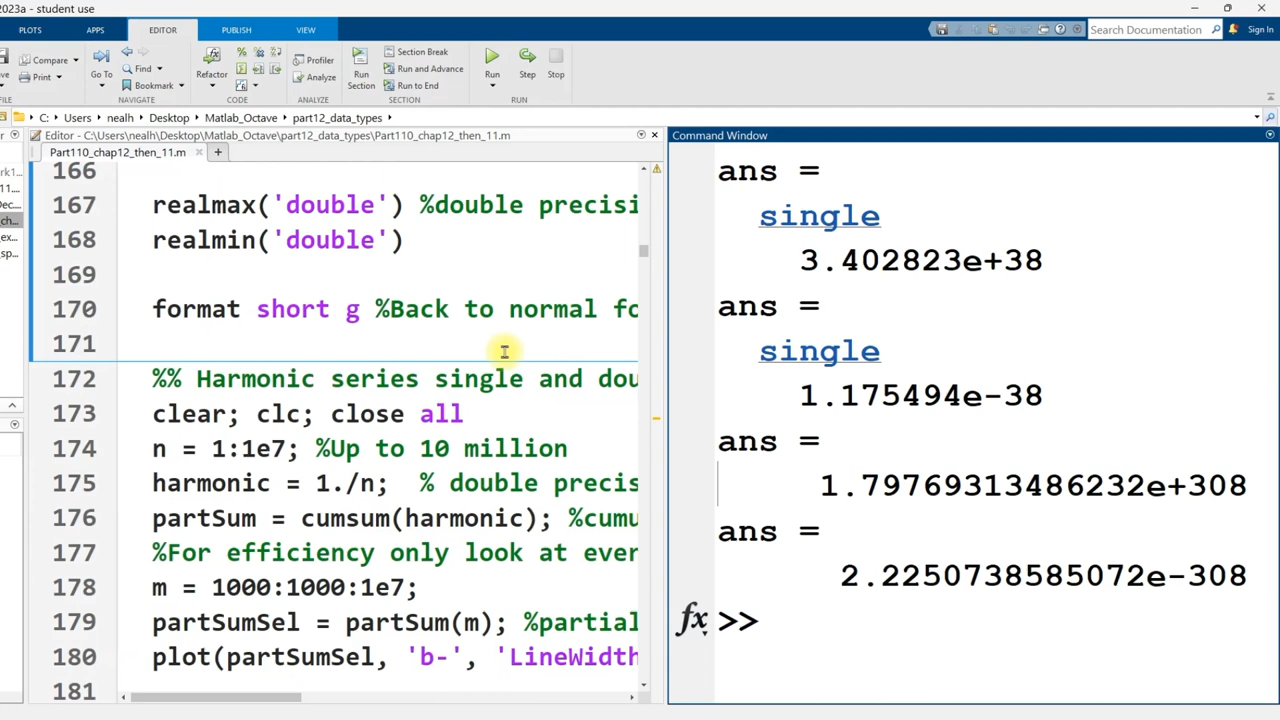 2023a - student use
PLOTS APPS EDITOR PUBLISH VIEW
Search Documentation Sign In
Compare Go To Find Refactor Profiler Run Section Section Break Run Step Stop
Print Bookmark Analyze Run and Advance
Run to End
FILE NAVIGATE CODE ANALYZE SECTION RUN
C: Users nealh Desktop Matlab_Octave part12_data_types
Editor - C:\Users\nealh\Desktop\Matlab_Octave\part12_data_types\Part110_chap12_then_11.m
Part110_chap12_then_11.m +
166
167 realmax('double') %double precisi
168 realmin('double')
169
170 format short g %Back to normal fo
171
172 %% Harmonic series single and dou
173 clear; clc; close all
174 n = 1:1e7; %Up to 10 million
175 harmonic = 1./n; % double precis
176 partSum = cumsum(harmonic); %cumu
177 %For efficiency only look at ever
178 m = 1000:1000:1e7;
179 partSumSel = partSum(m); %partial
180 plot(partSumSel, 'b-', 'LineWidth
181
Command Window
ans =
single
3.402823e+38
ans =
single
1.175494e-38
ans =
1.79769313486232e+308
ans =
2.2250738585072e-308
fx >>